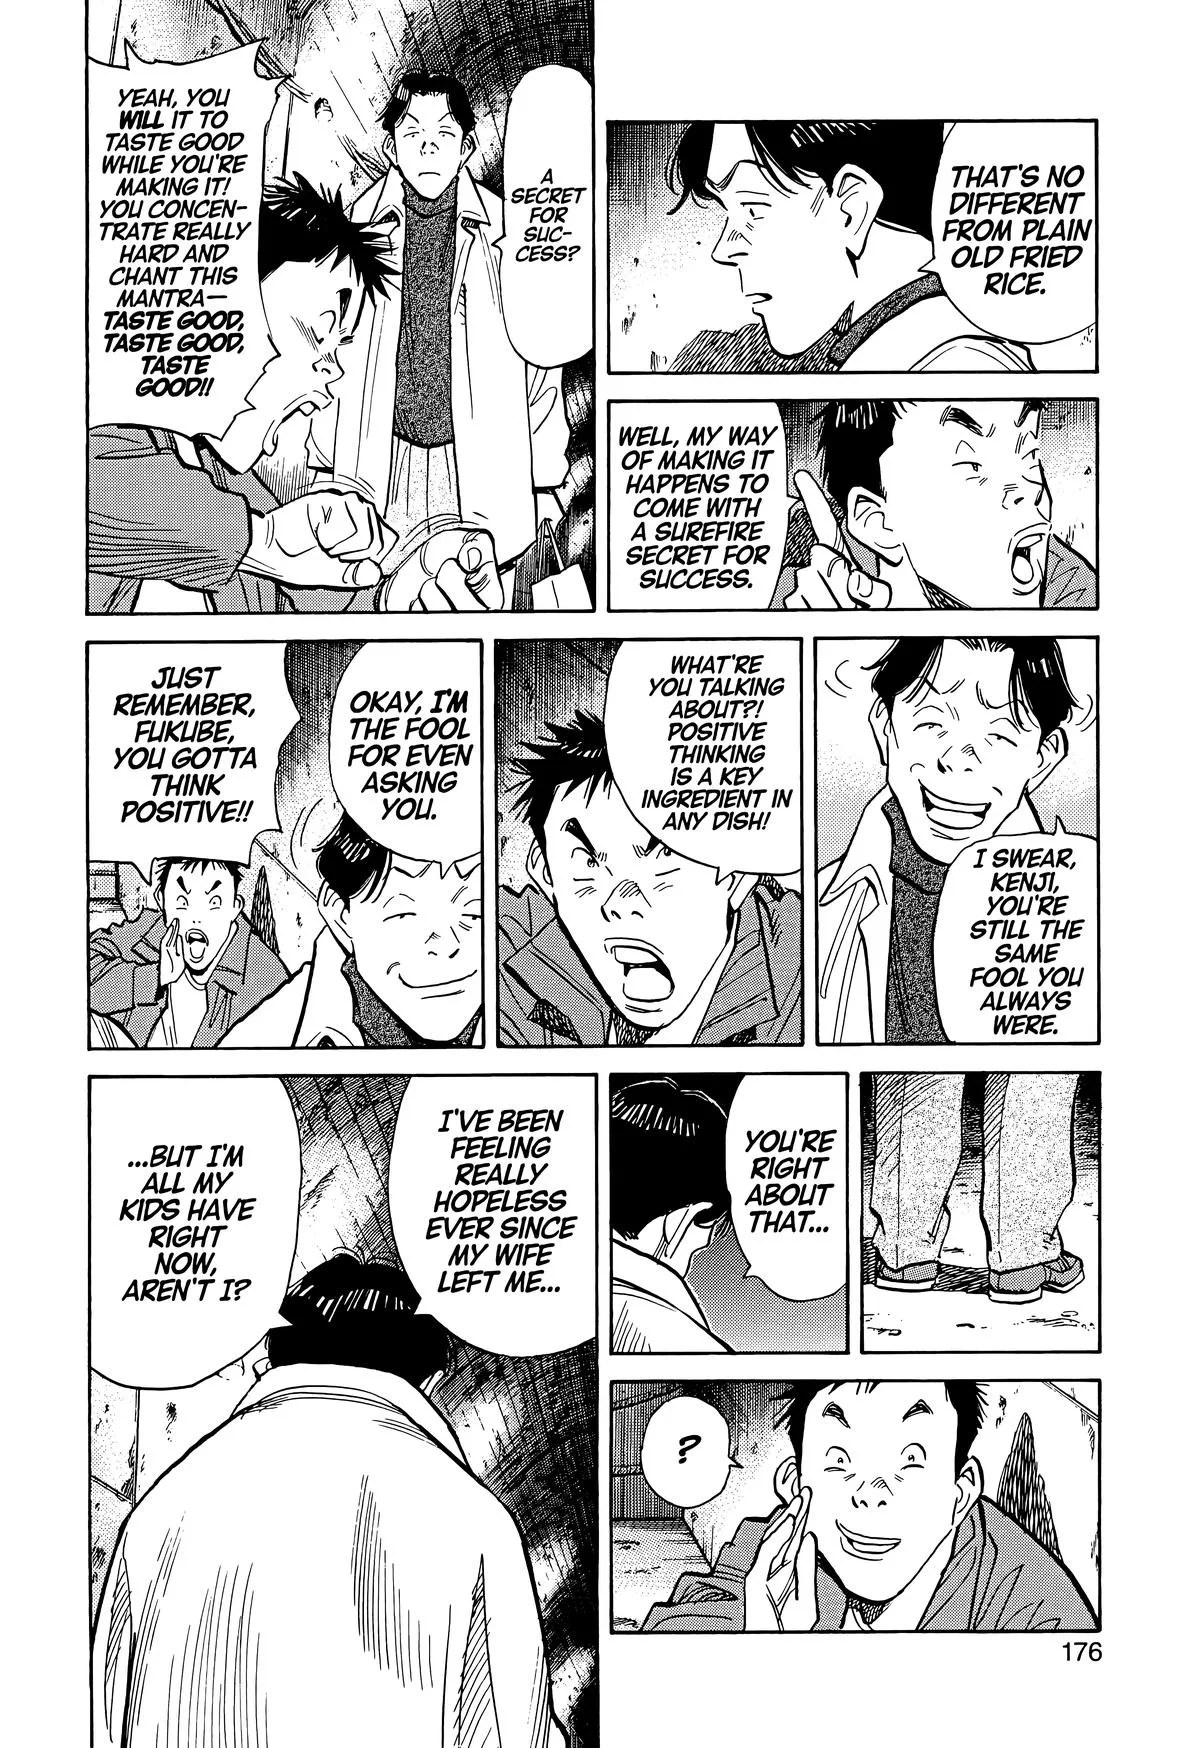 THAT'S NO
DIFFERENT
FROM PLAIN
OLD FRIED
RICE.
WELL, MY WAY
OF MAKING IT
HAPPENS TO
COME WITH
A SUREFIRE
SECRET FOR
SUCCESS.
A
SECRET
FOR
SUC-
CESS?
YEAH, YOU
WILL IT TO
TASTE GOOD
WHILE YOU'RE
MAKING IT!
YOU CONCEN-
TRATE REALLY
HARD AND
CHANT THIS
MANTRA—
TASTE GOOD,
TASTE GOOD,
TASTE
GOOD!!
I SWEAR,
KENJI,
YOU'RE
STILL THE
SAME
FOOL YOU
ALWAYS
WERE.
WHAT'RE
YOU TALKING
ABOUT?!
POSITIVE
THINKING
IS A KEY
INGREDIENT IN
ANY DISH!
OKAY, I'M
THE FOOL
FOR EVEN
ASKING
YOU.
JUST
REMEMBER,
FUKUBE,
YOU GOTTA
THINK
POSITIVE!!
YOU'RE
RIGHT
ABOUT
THAT...
?
I'VE BEEN
FEELING
REALLY
HOPELESS
EVER SINCE
MY WIFE
LEFT ME...
...BUT I'M
ALL MY
KIDS HAVE
RIGHT
NOW,
AREN'T I?
176